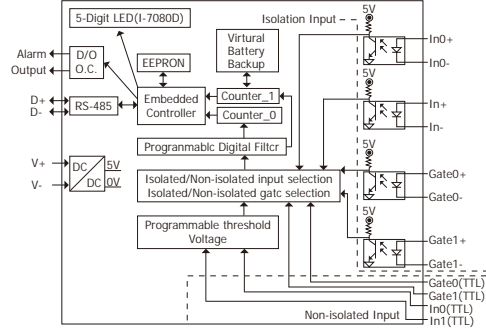 5-Digit LED(I-7080D)
Isolation Input
5V
In0+
In0-
Alarm
Output
D/O
O.C.
EEPRON
Virtural
Battery
Backup
5V
In+
In-
D+
D-
RS-485
Embedded
Controller
Counter_1
Counter_0
Programnablc Digital Filtcr
5V
Gate0+
Gate0-
V+
V-
DC
DC
5V
0V
Isolated/Non-isolated input selection
Isolated/Non-isolated gatc selection
5V
Gate1+
Gate1-
Programmable threshold
Voltage
Gate0(TTL)
Gate1(TTL)
In0(TTL)
In1(TTL)
Non-isolated Input